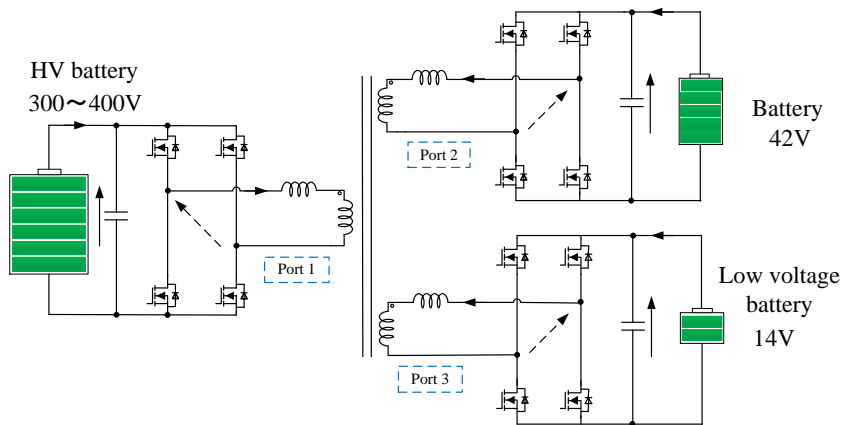 HV battery
300～400V
Port 1
Port 2
Battery
42V
Port 3
Low voltage
battery
14V